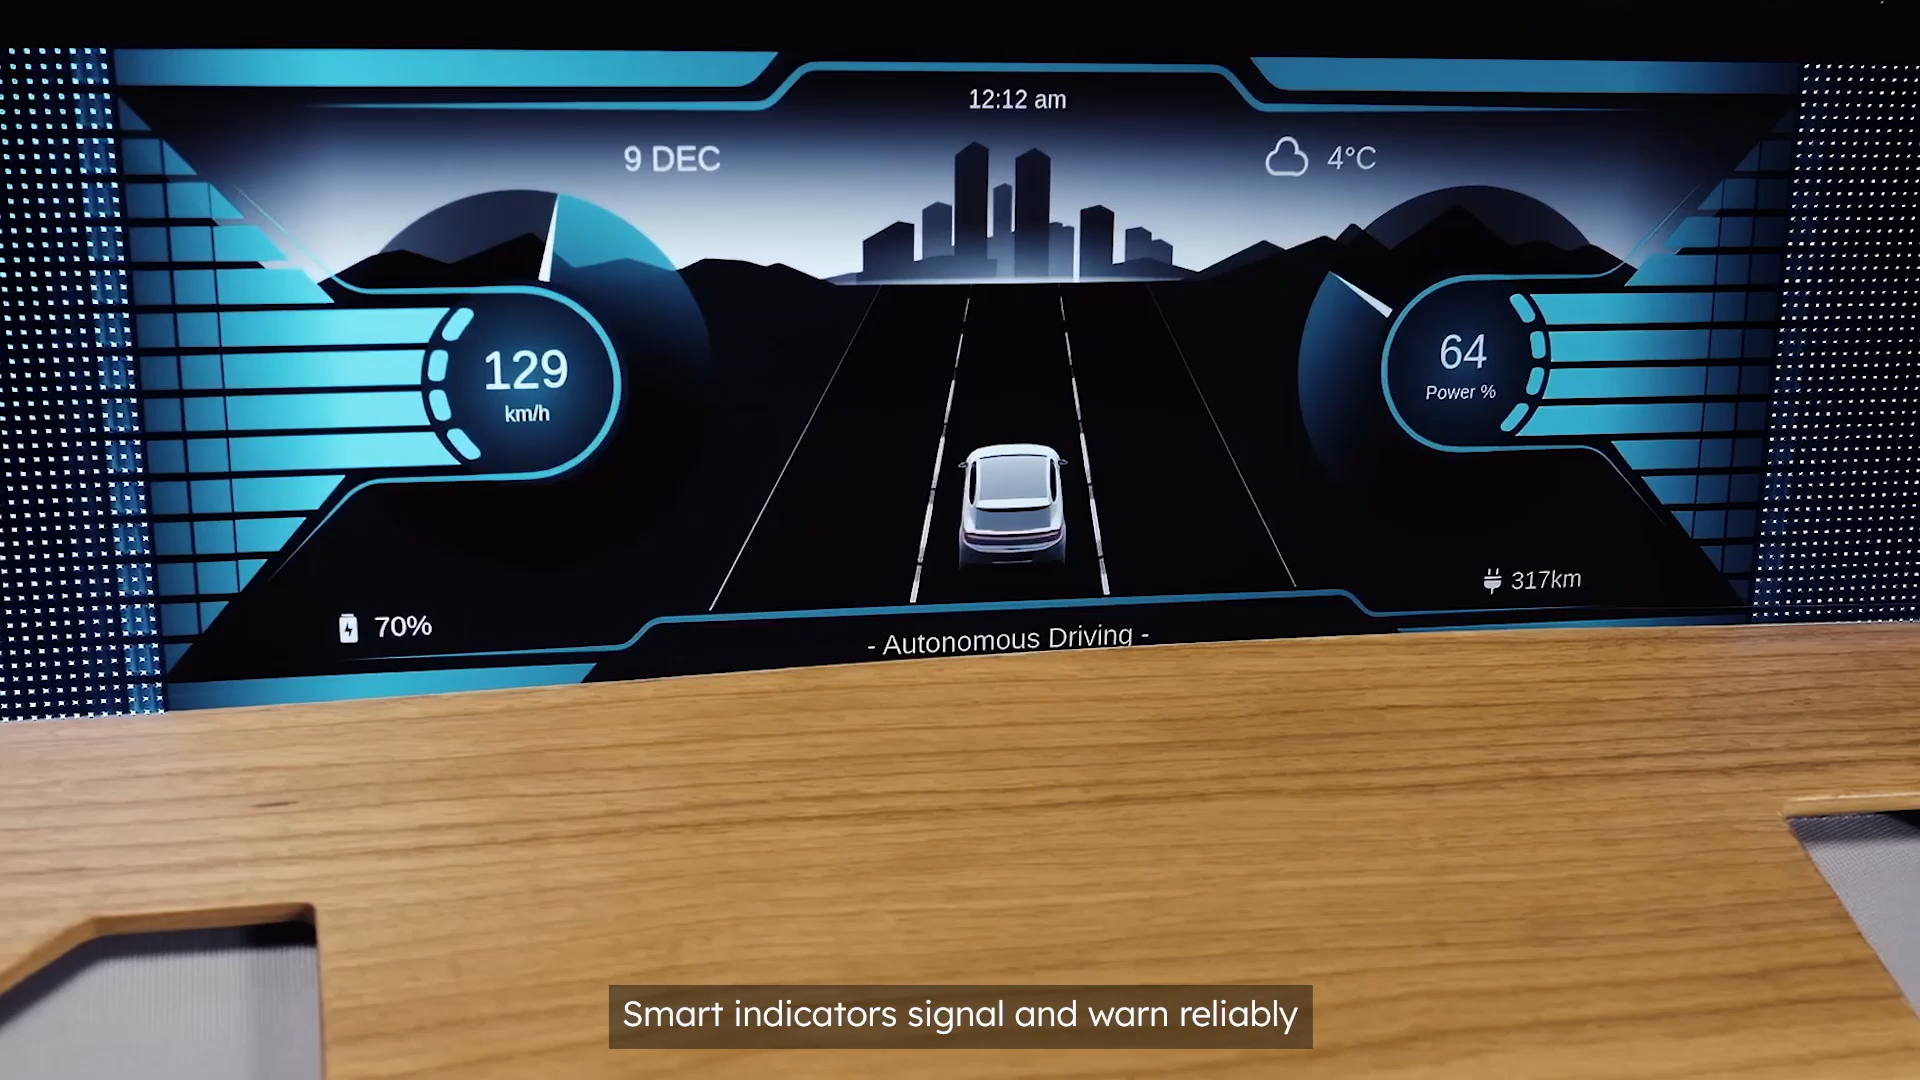 12:12 am
9 DEC
4°C
129
km/h
64
Power %
317km
70%
- Autonomous Driving -
Smart indicators signal and warn reliably